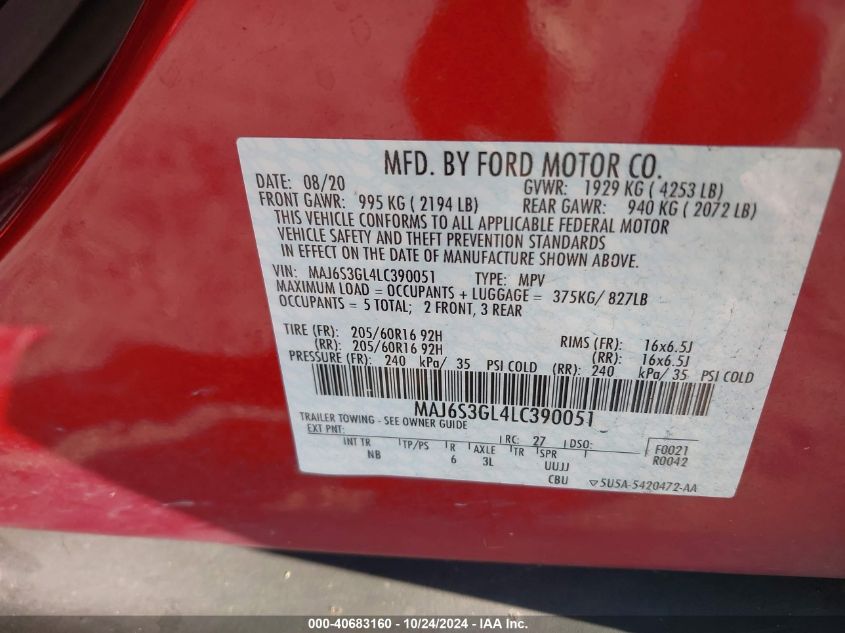 MFD. BY FORD MOTOR CO.
DATE: 08/20 GVWR: 1929 KG ( 4253 LB)
FRONT GAWR: 995 KG ( 2194 LB) REAR GAWR: 940 KG ( 2072 LB)
THIS VEHICLE CONFORMS TO ALL APPLICABLE FEDERAL MOTOR
VEHICLE SAFETY AND THEFT PREVENTION STANDARDS
IN EFFECT ON THE DATE OF MANUFACTURE SHOWN ABOVE.
VIN: MAJ6S3GL4LC390051 TYPE: MPV
MAXIMUM LOAD = OCCUPANTS + LUGGAGE = 375KG/ 827LB
OCCUPANTS = 5 TOTAL; 2 FRONT, 3 REAR
TIRE (FR): 205/60R16 92H RIMS (FR): 16x6.5J
(RR): 205/60R16 92H (RR): 16x6.5J
PRESSURE (FR): 240 kPa/ 35 PSI COLD (RR): 240 kPa/ 35 PSI COLD
MAJ6S3GL4LC390051
TRAILER TOWING - SEE OWNER GUIDE
EXT PNT: RC: 27 DSO: F0021
INT TR TP/PS R AXLE TR SPR R0042
NB 6 3L UUJJ
CBU 5U5A-5420472-AA
000-40683160 - 10/24/2024 - IAA Inc.